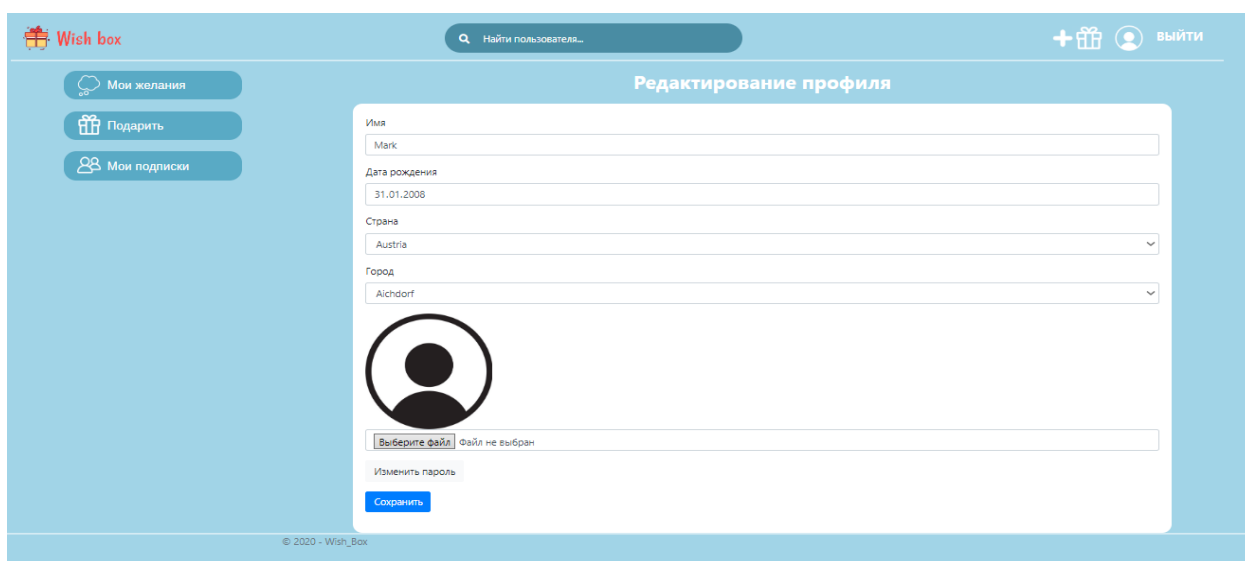 Wish box
Найти пользователя...
ВЫЙТИ
Мои желания
Подарить
Мои подписки
Редактирование профиля
Имя
Mark
Дата рождения
31.01.2008
Страна
Austria
Город
Aichdorf
Выберите файл Файл не выбран
Изменить пароль
Сохранить
© 2020 - Wish_Box